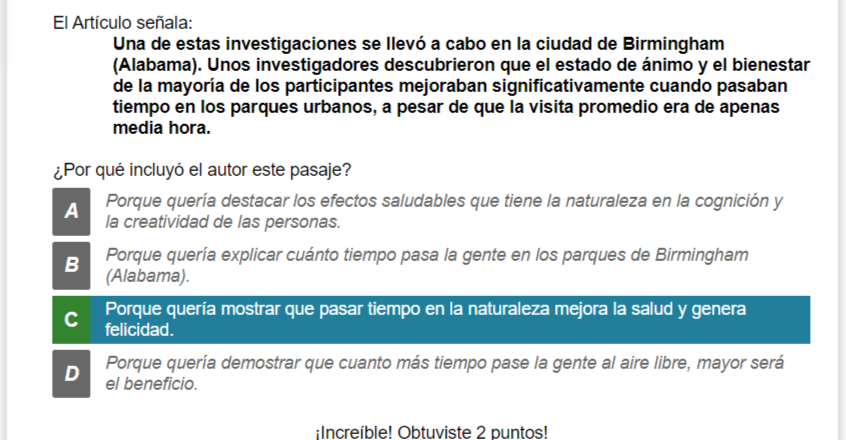 El Artículo señala:
Una de estas investigaciones se llevó a cabo en la ciudad de Birmingham
(Alabama). Unos investigadores descubrieron que el estado de ánimo y el bienestar
de la mayoría de los participantes mejoraban significativamente cuando pasaban
tiempo en los parques urbanos, a pesar de que la visita promedio era de apenas
media hora.
¿Por qué incluyó el autor este pasaje?
A Porque quería destacar los efectos saludables que tiene la naturaleza en la cognición y
la creatividad de las personas.
B Porque quería explicar cuánto tiempo pasa la gente en los parques de Birmingham
(Alabama).
C Porque quería mostrar que pasar tiempo en la naturaleza mejora la salud y genera
felicidad.
D Porque quería demostrar que cuanto más tiempo pase la gente al aire libre, mayor será
el beneficio.
¡Increíble! Obtuviste 2 puntos!